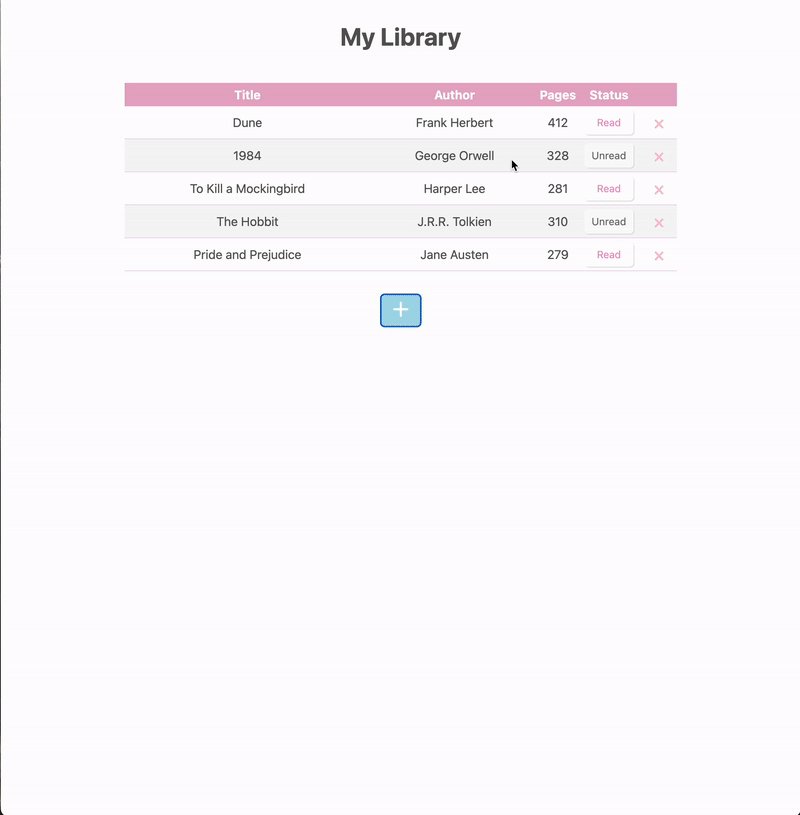 My Library
Title Author Pages Status
Dune Frank Herbert 412 Read ×
1984 George Orwell 328 Unread ×
To Kill a Mockingbird Harper Lee 281 Read ×
The Hobbit J.R.R. Tolkien 310 Unread ×
Pride and Prejudice Jane Austen 279 Read ×
+